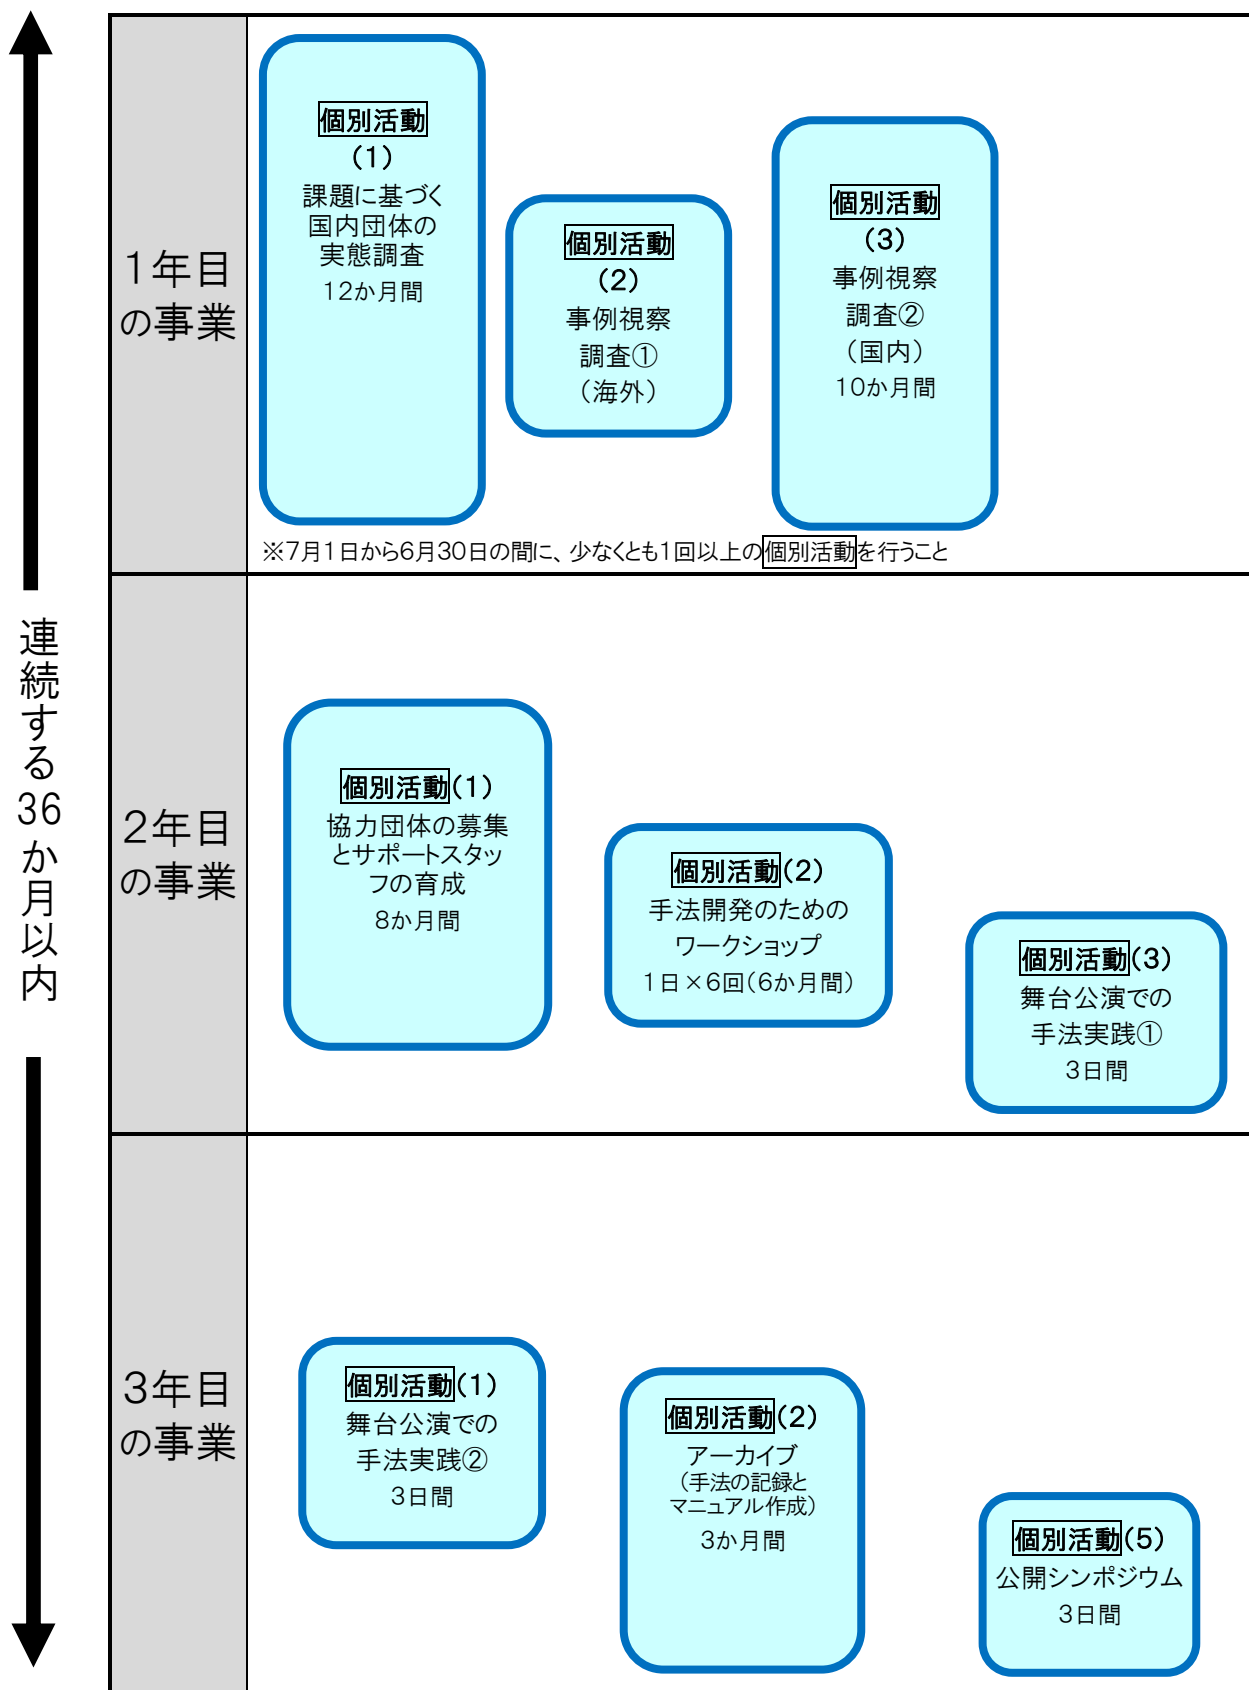 連続する36か月以内
1年目
の事業
個別活動
(1)
課題に基づく
国内団体の
実態調査
12か月間
個別活動
(2)
事例視察
調査①
(海外)
個別活動
(3)
事例視察
調査②
(国内)
10か月間
※7月1日から6月30日の間に、少なくとも1回以上の個別活動を行うこと
2年目
の事業
個別活動(1)
協力団体の募集
とサポートスタッ
フの育成
8か月間
個別活動(2)
手法開発のための
ワークショップ
1日×6回(6か月間)
個別活動(3)
舞台公演での
手法実践①
3日間
3年目
の事業
個別活動(1)
舞台公演での
手法実践②
3日間
個別活動(2)
アーカイブ
(手法の記録と
マニュアル作成)
3か月間
個別活動(5)
公開シンポジウム
3日間